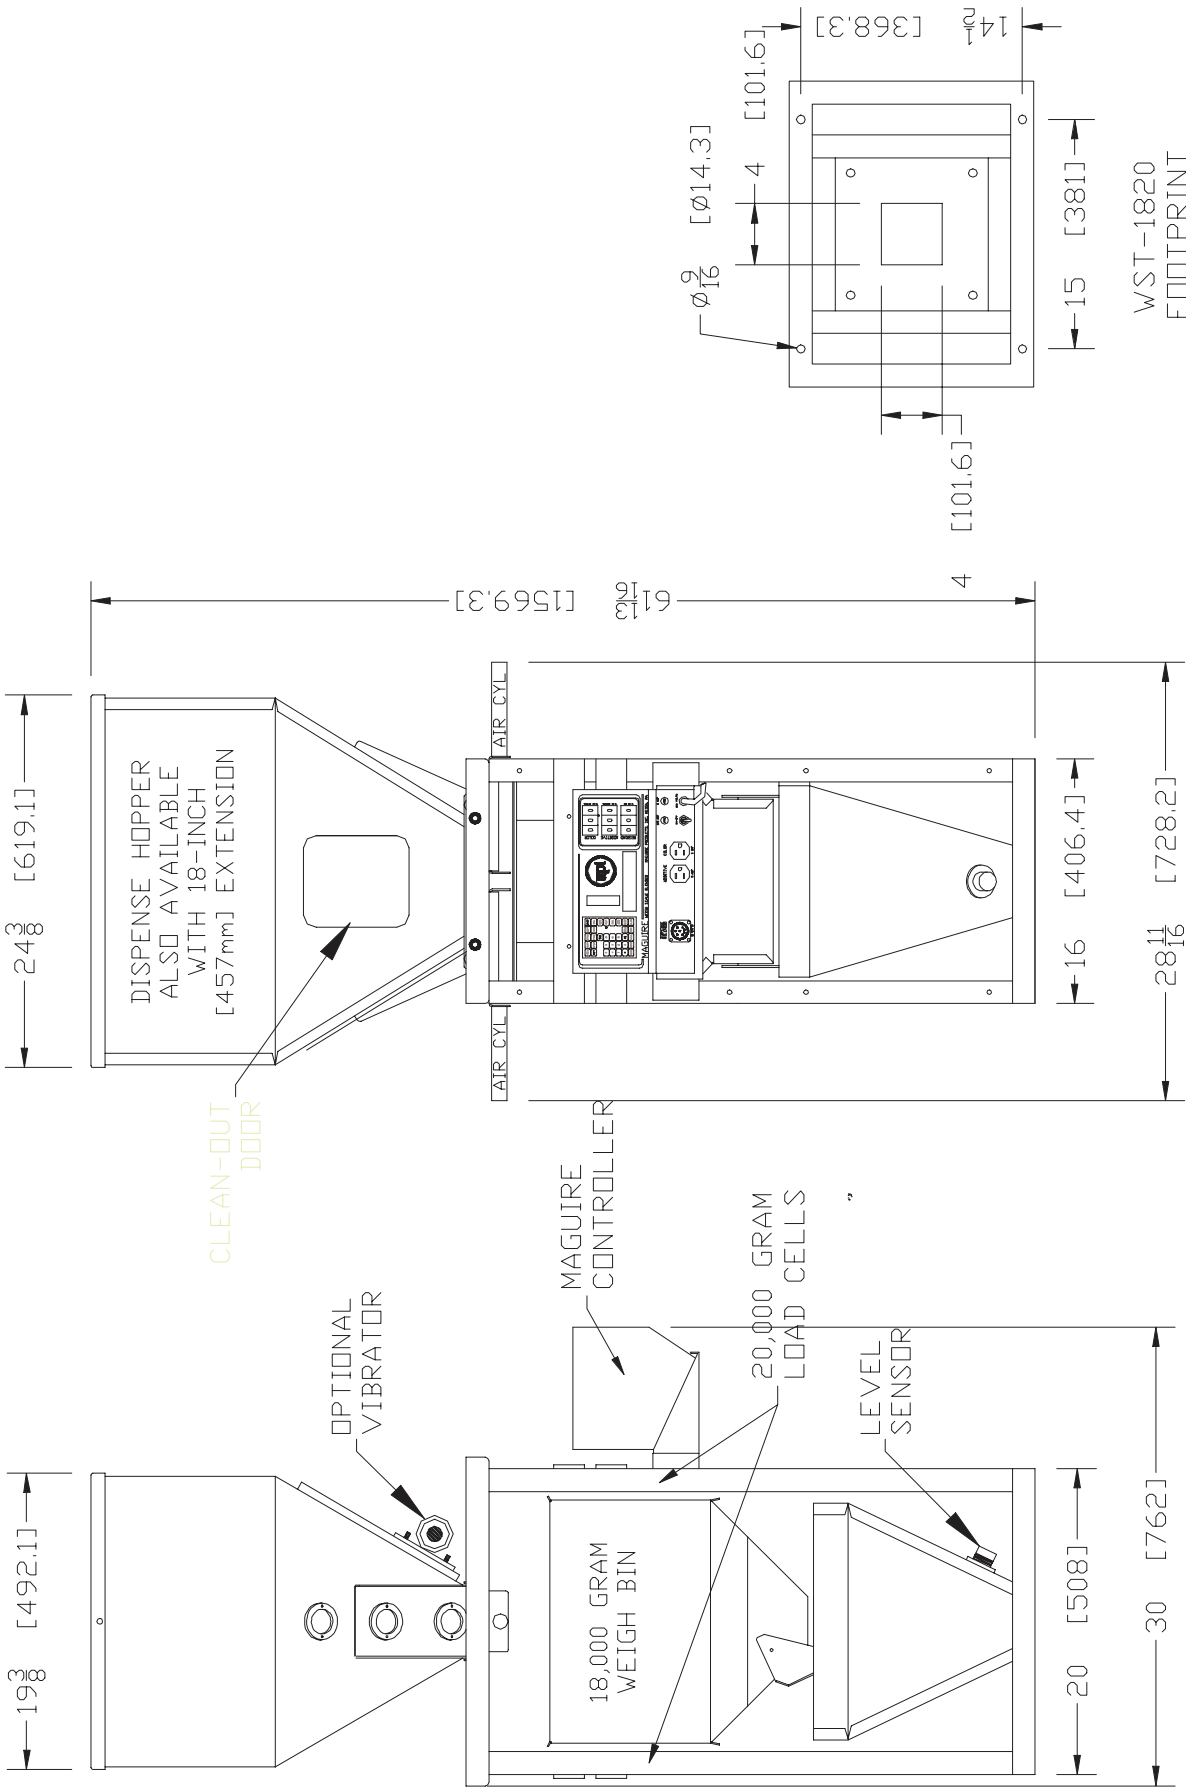 19 3/8 [492.1]
OPTIONAL
VIBRATOR
18,000 GRAM
WEIGH BIN
MAGUIRE
CONTROLLER
20,000 GRAM
LOAD CELLS
LEVEL
SENSOR
20 [508]
30 [762]
24 3/8 [619.1]
DISPENSE HOPPER
ALSO AVAILABLE
WITH 18-INCH
[457mm] EXTENSION
CLEAN-OUT
DOOR
AIR CYL
AIR CYL
MAGUIRE
COLOR
ADDITIVE
61 13/16 [1569.3]
16 [406.4]
28 11/16 [728.2]
Ø 9/16 [Ø14.3]
4 [101.6]
14 1/2 [368.3]
4 [101.6]
15 [381]
WST-1820
FOOTPRINT